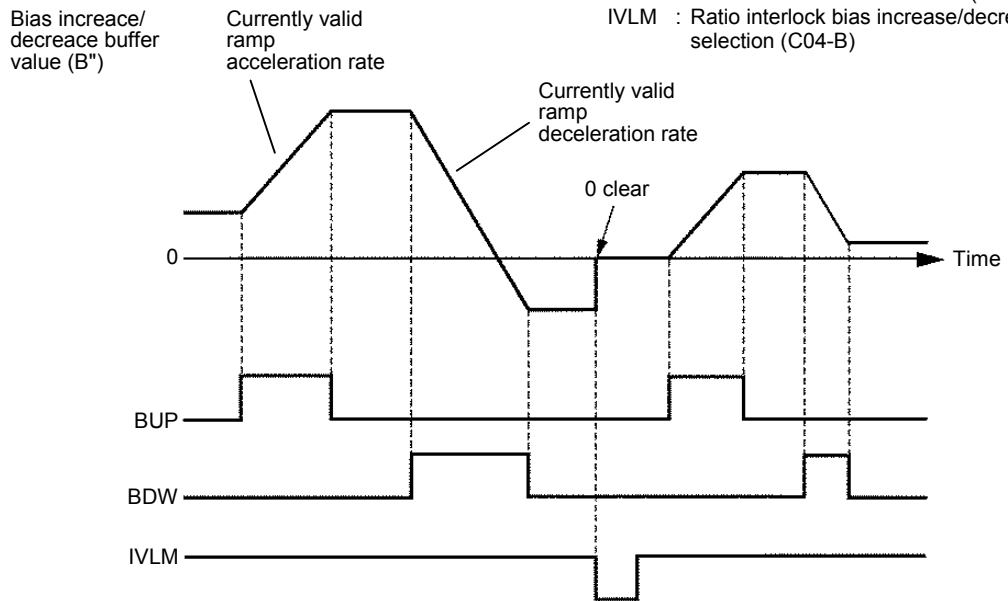 Bias increace/
decreace buffer
value (B")
Currently valid
ramp
acceleration rate
IVLM : Ratio interlock bias increase/decre
selection (C04-B)
Currently valid
ramp
deceleration rate
0 clear
0
Time
BUP
BDW
IVLM